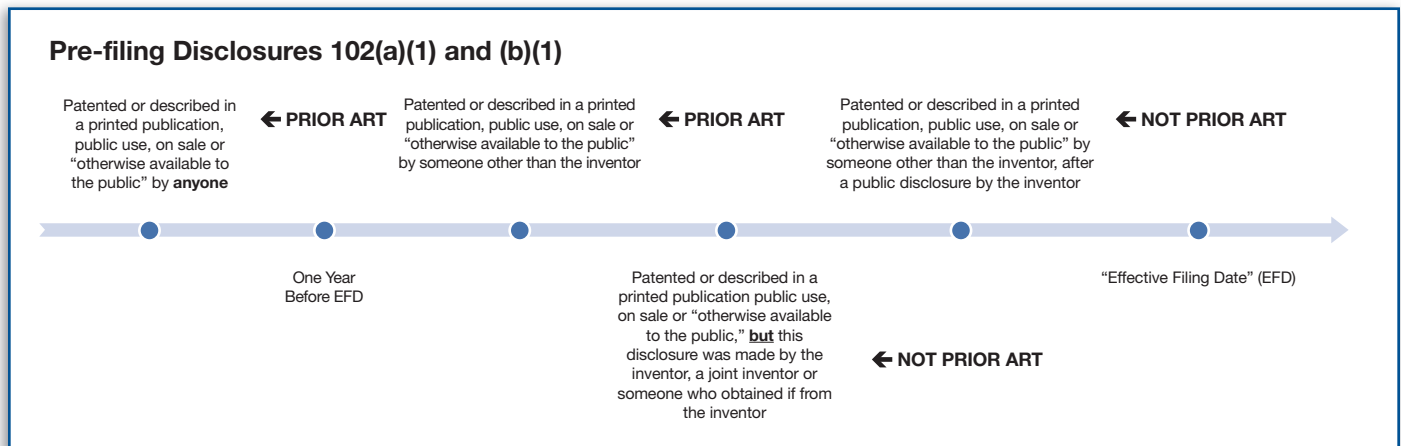 Pre-filing Disclosures 102(a)(1) and (b)(1)
Patented or described in
a printed publication,
public use, on sale or
“otherwise available to
the public” by anyone
🡰 PRIOR ART
Patented or described in a printed
publication, public use, on sale or
“otherwise available to the public”
by someone other than the inventor
🡰 PRIOR ART
Patented or described in a printed
publication, public use, on sale or
“otherwise available to the public” by
someone other than the inventor, after
a public disclosure by the inventor
🡰 NOT PRIOR ART
One Year
Before EFD
Patented or described in a
printed publication public use,
on sale or “otherwise available
to the public,” but this
disclosure was made by the
inventor, a joint inventor or
someone who obtained if from
the inventor
🡰 NOT PRIOR ART
“Effective Filing Date” (EFD)